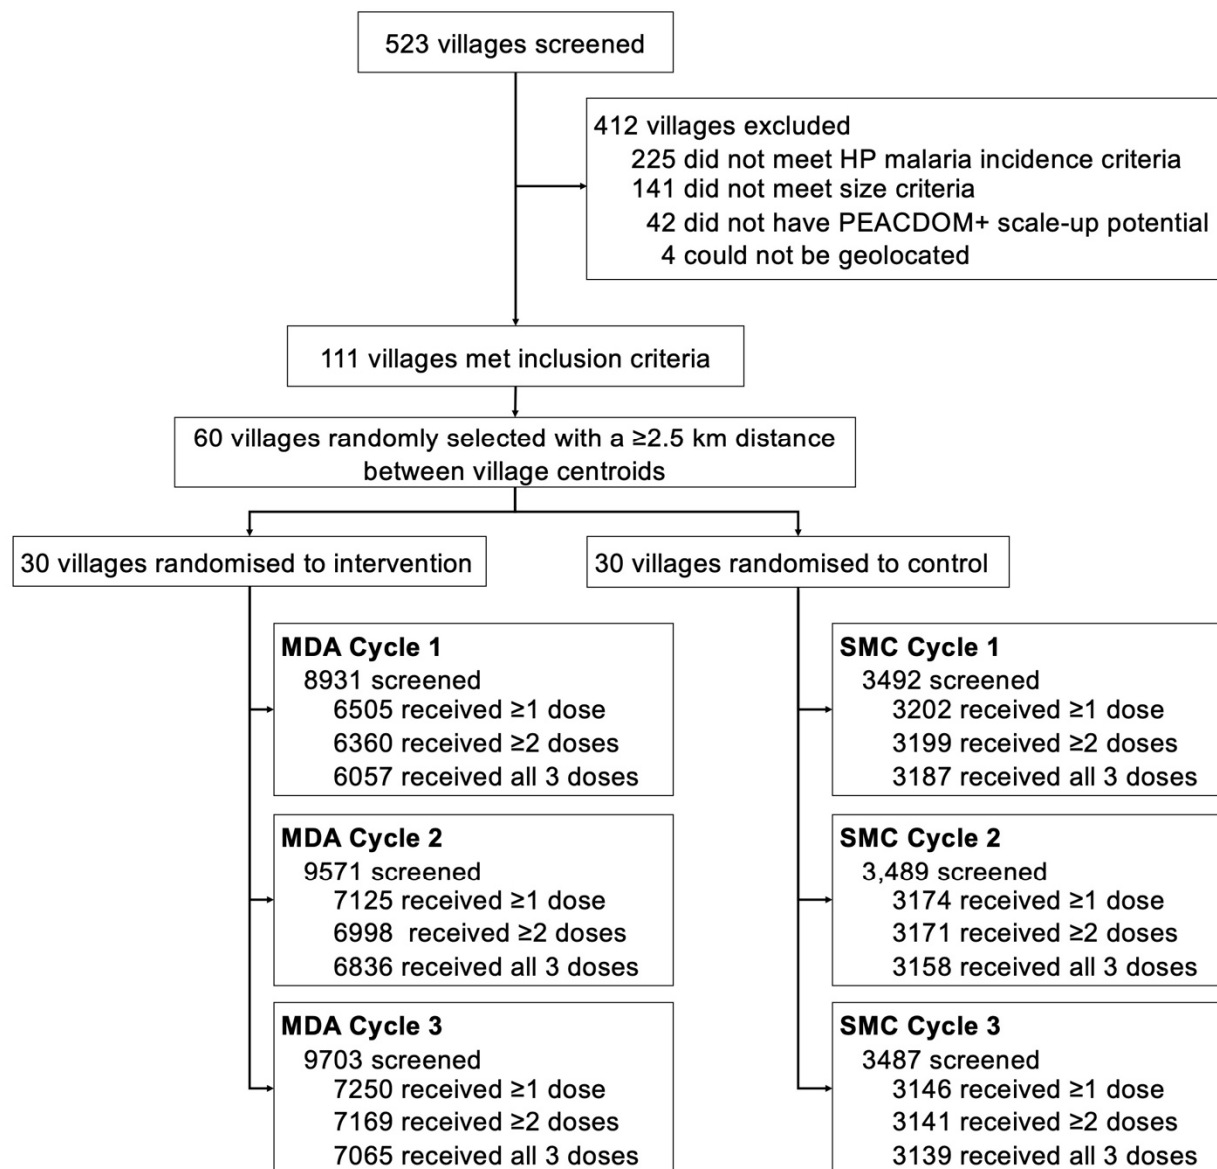 523 villages screened
412 villages excluded
225 did not meet HP malaria incidence criteria
141 did not meet size criteria
42 did not have PEACDOM+ scale-up potential
4 could not be geolocated
111 villages met inclusion criteria
60 villages randomly selected with a ≥2.5 km distance
between village centroids
30 villages randomised to intervention
30 villages randomised to control
MDA Cycle 1
8931 screened
6505 received ≥1 dose
6360 received ≥2 doses
6057 received all 3 doses
MDA Cycle 2
9571 screened
7125 received ≥1 dose
6998 received ≥2 doses
6836 received all 3 doses
MDA Cycle 3
9703 screened
7250 received ≥1 dose
7169 received ≥2 doses
7065 received all 3 doses
SMC Cycle 1
3492 screened
3202 received ≥1 dose
3199 received ≥2 doses
3187 received all 3 doses
SMC Cycle 2
3,489 screened
3174 received ≥1 dose
3171 received ≥2 doses
3158 received all 3 doses
SMC Cycle 3
3487 screened
3146 received ≥1 dose
3141 received ≥2 doses
3139 received all 3 doses